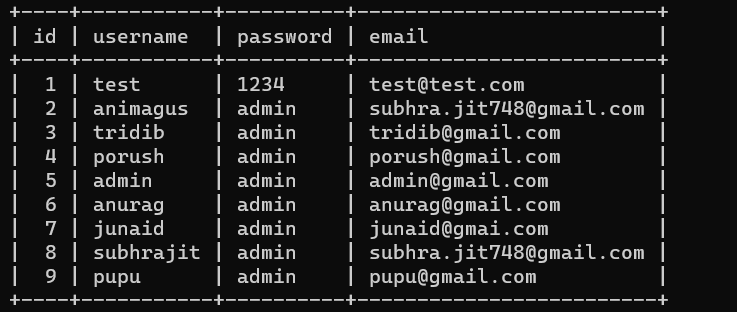 +----+-----------+----------+-------------------------+
| id | username  | password | email                   |
+----+-----------+----------+-------------------------+
|  1 | test      | 1234     | test@test.com           |
|  2 | animagus  | admin    | subhra.jit748@gmail.com |
|  3 | tridib    | admin    | tridib@gmail.com        |
|  4 | porush    | admin    | porush@gmail.com        |
|  5 | admin     | admin    | admin@gmail.com         |
|  6 | anurag    | admin    | anurag@gmail.com        |
|  7 | junaid    | admin    | junaid@gmai.com         |
|  8 | subhrajit | admin    | subhra.jit748@gmail.com |
|  9 | pupu      | admin    | pupu@gmail.com          |
+----+-----------+----------+-------------------------+